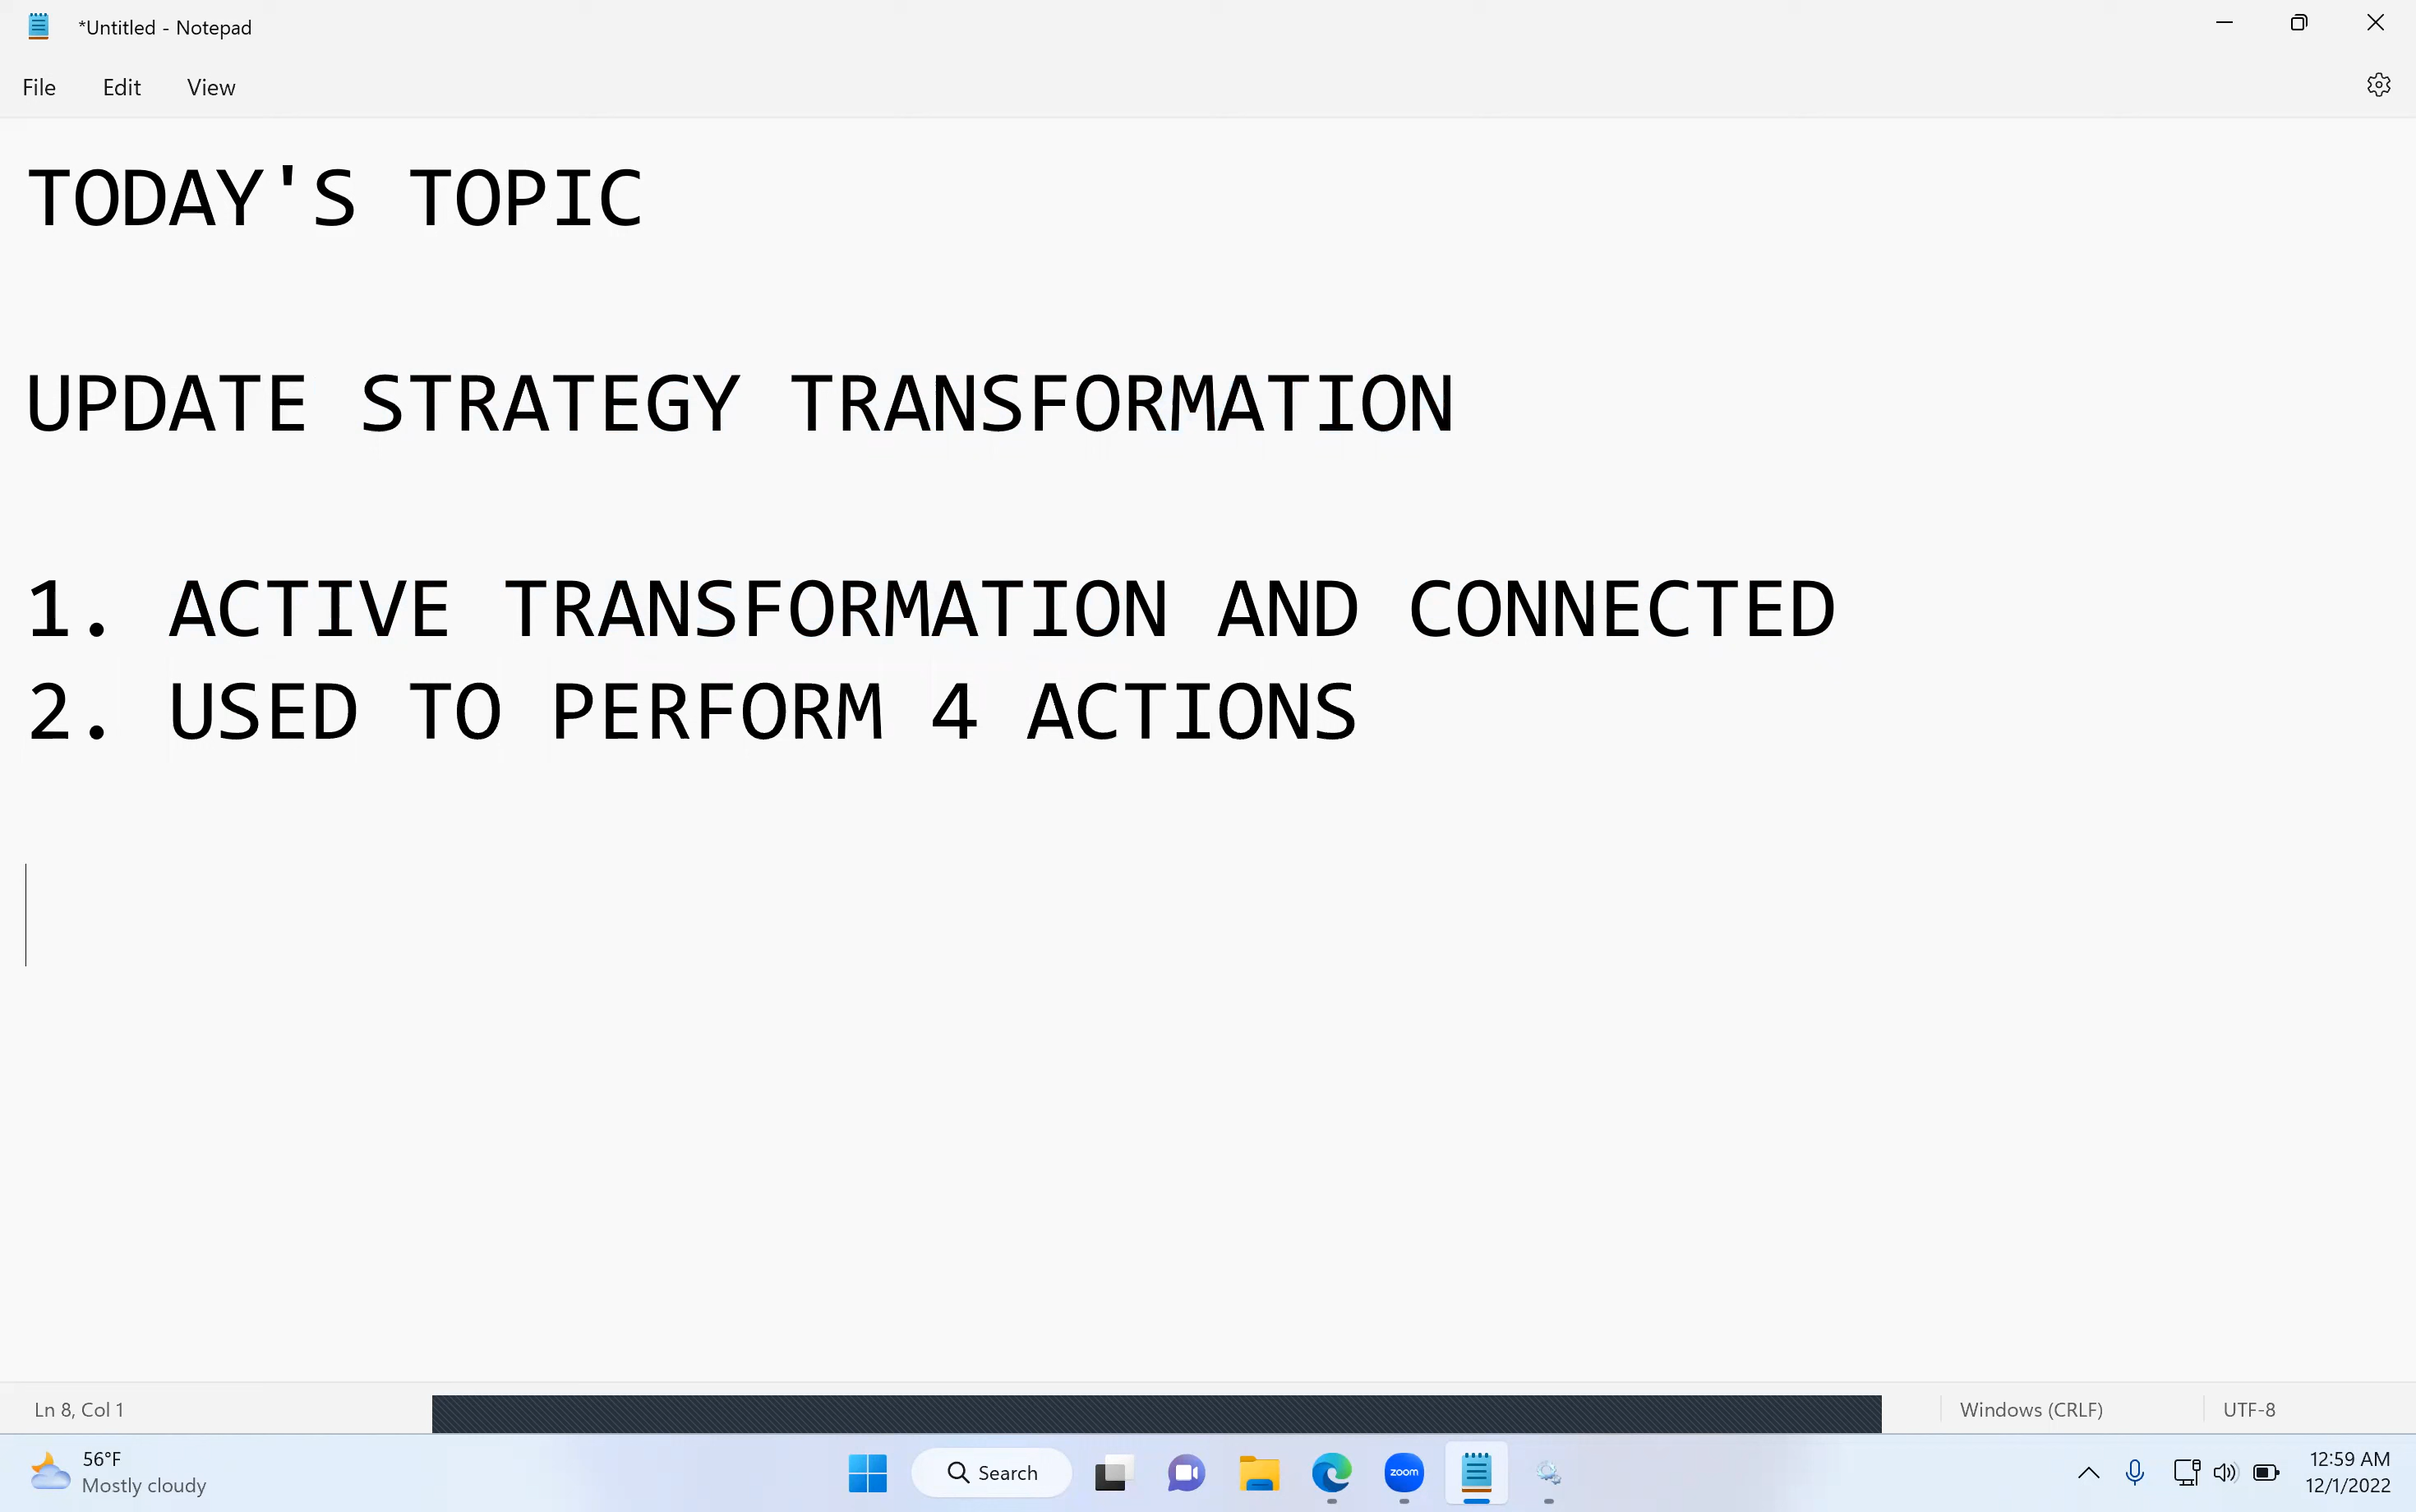 *Untitled - Notepad
File Edit View
TODAY'S TOPIC
UPDATE STRATEGY TRANSFORMATION
1. ACTIVE TRANSFORMATION AND CONNECTED
2. USED TO PERFORM 4 ACTIONS
Ln 8, Col 1 Windows (CRLF) UTF-8
56°F
Mostly cloudy
Search
zoom
12:59 AM
12/1/2022